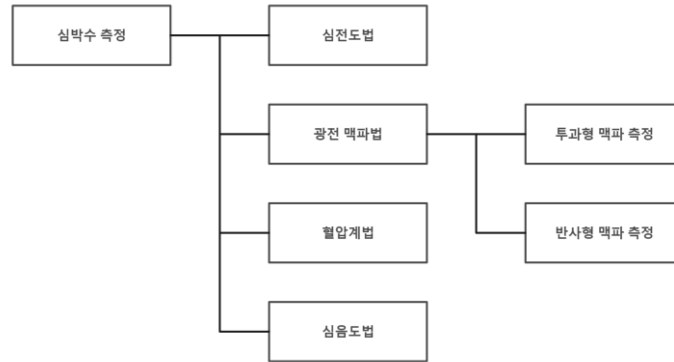 심박수 측정
심전도법
광전 맥파법
투과형 맥파 측정
반사형 맥파 측정
혈압계법
심음도법